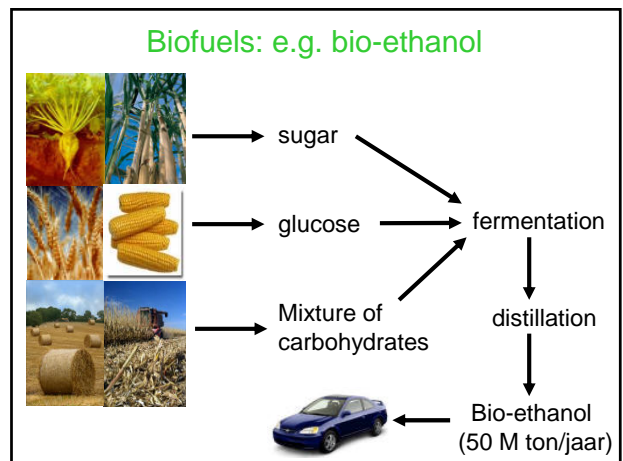 Biofuels: e.g. bio-ethanol
sugar
glucose
fermentation
Mixture of
carbohydrates
distillation
Bio-ethanol
(50 M ton/jaar)